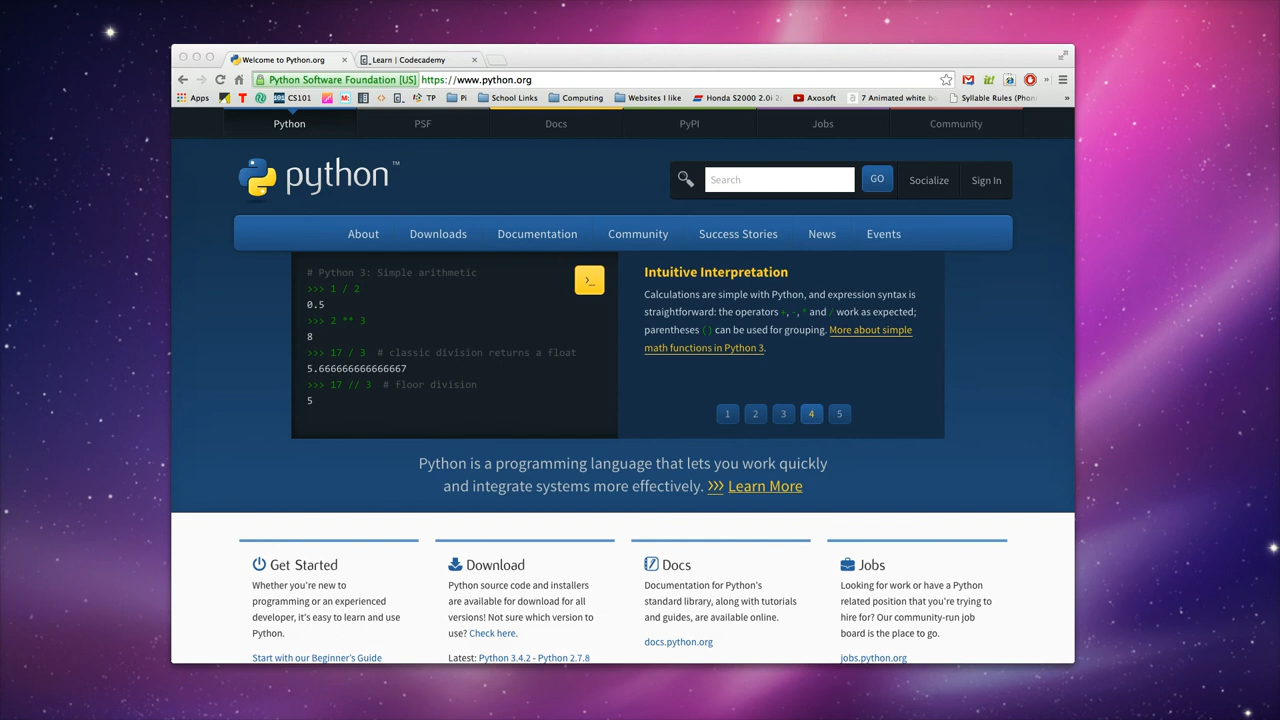 Welcome to Python.org
Learn | Codecademy
Python Software Foundation [US] https://www.python.org
Apps CS101 TP Pi School Links Computing Websites I like Honda S2000 2.0i 2 Axosoft 7 Animated white bo Syllable Rules (Phon
Python PSF Docs PyPI Jobs Community
python™
Search GO Socialize Sign In
About Downloads Documentation Community Success Stories News Events
# Python 3: Simple arithmetic
>>> 1 / 2
0.5
>>> 2 ** 3
8
>>> 17 / 3 # classic division returns a float
5.666666666666667
>>> 17 // 3 # floor division
5
>_
Intuitive Interpretation
Calculations are simple with Python, and expression syntax is
straightforward: the operators +, -, * and / work as expected;
parentheses () can be used for grouping. More about simple
math functions in Python 3.
1 2 3 4 5
Python is a programming language that lets you work quickly
and integrate systems more effectively. >>> Learn More
Get Started
Whether you're new to
programming or an experienced
developer, it's easy to learn and use
Python.
Start with our Beginner's Guide
Download
Python source code and installers
are available for download for all
versions! Not sure which version to
use? Check here.
Latest: Python 3.4.2 - Python 2.7.8
Docs
Documentation for Python's
standard library, along with tutorials
and guides, are available online.
docs.python.org
Jobs
Looking for work or have a Python
related position that you're trying to
hire for? Our community-run job
board is the place to go.
jobs.python.org